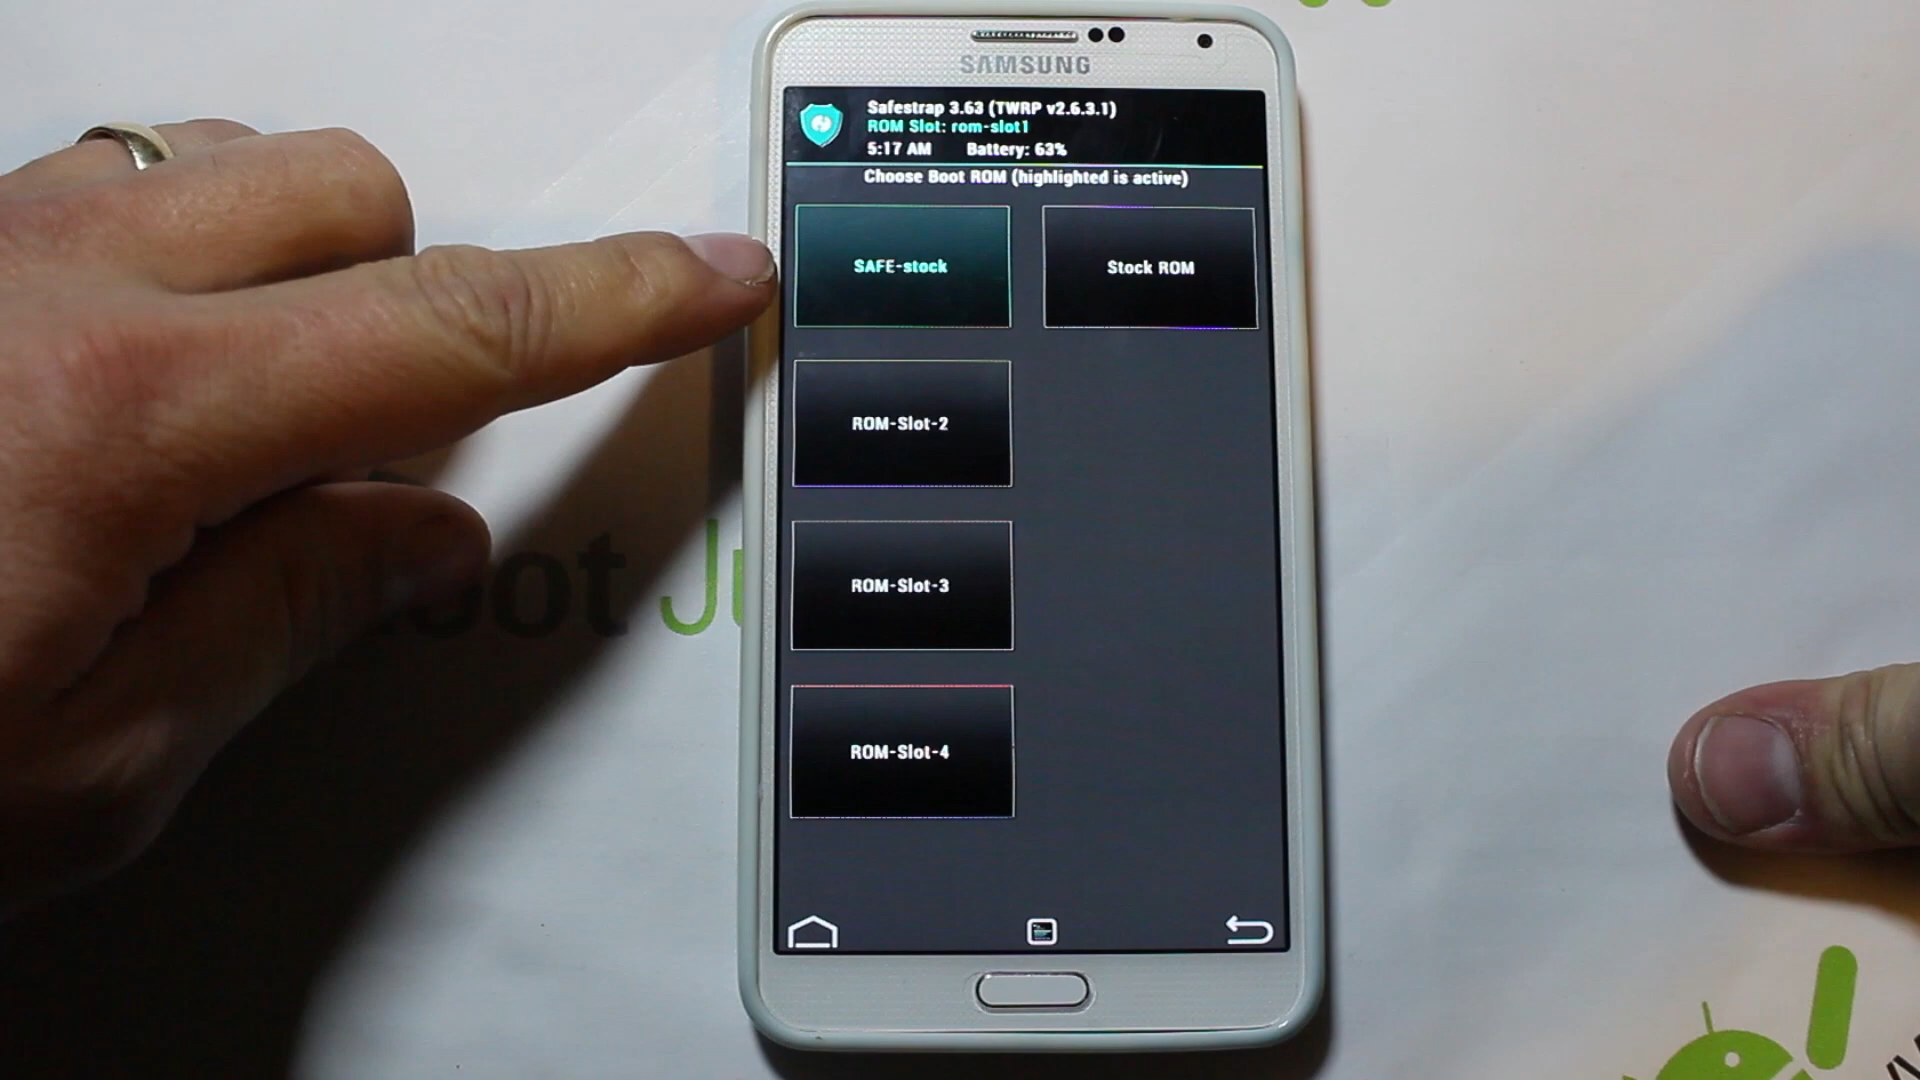 SAMSUNG
Safestrap 3.63 (TWRP v2.6.3.1)
ROM Slot: rom-slot1
5:17 AM Battery: 63%
Choose Boot ROM (highlighted is active)
SAFE-stock
Stock ROM
ROM-Slot-2
ROM-Slot-3
ROM-Slot-4